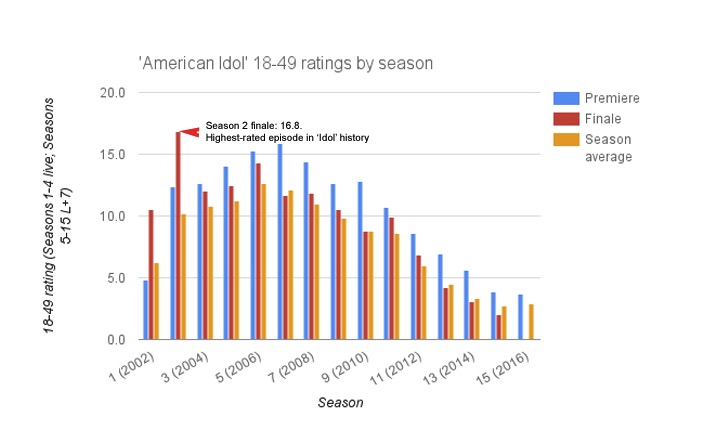 'American Idol' 18-49 ratings by season
18-49 rating (Seasons 1-4 live; Seasons
5-15 L+7)
20.0
15.0
10.0
5.0
0.0
Season 2 finale: 16.8.
Highest-rated episode in 'Idol' history
Premiere
Finale
Season
average
1 (2002)
3 (2004)
5 (2006)
7 (2008)
9 (2010)
11 (2012)
13 (2014)
15 (2016)
Season